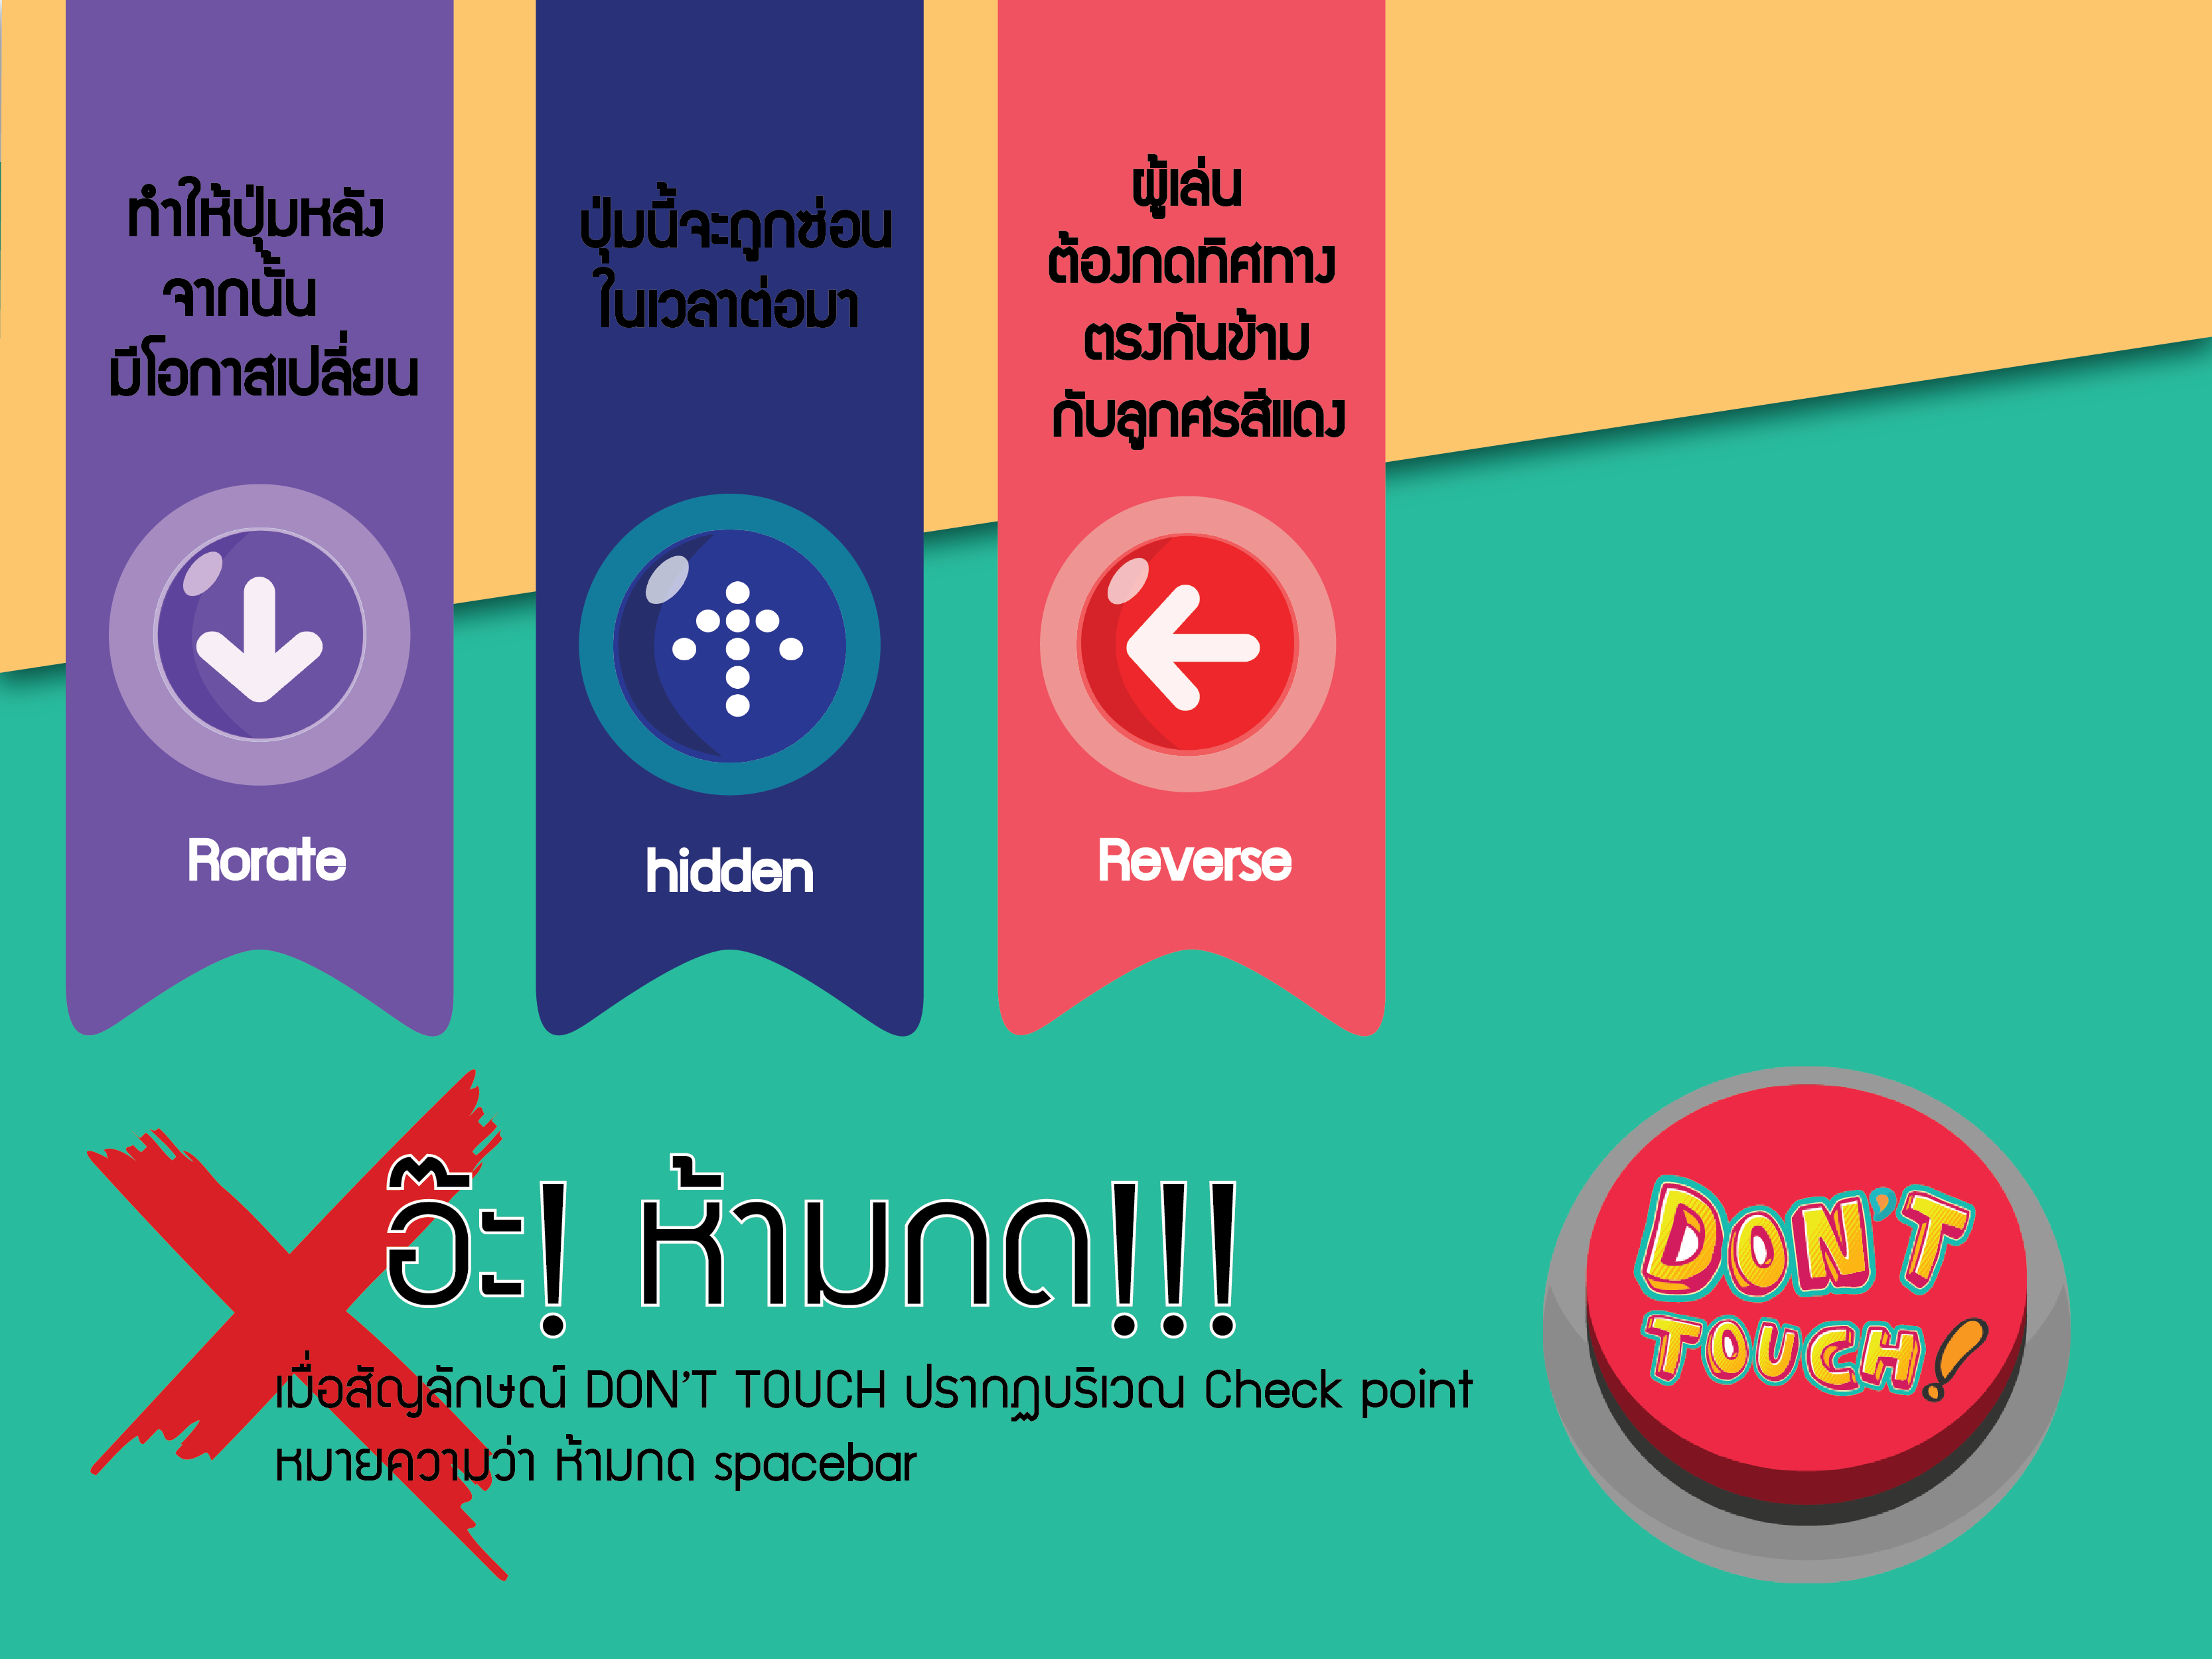 ทำให้ปุ่มหลัง
จากนั้น
มีโอกาสเปลี่ยน
Rorate
ปุ่มนี้จะถูกซ่อน
ในเวลาต่อมา
hidden
ผู้เล่น
ต้องกดทิศทาง
ตรงกันข้าม
กับลูกศรสีแดง
Reverse
อ๊ะ! ห้ามกด!!!
เมื่อสัญลักษณ์ DON'T TOUCH ปรากฎบริเวณ Check point
หมายความว่า ห้ามกด spacebar
DON'T
TOUCH!